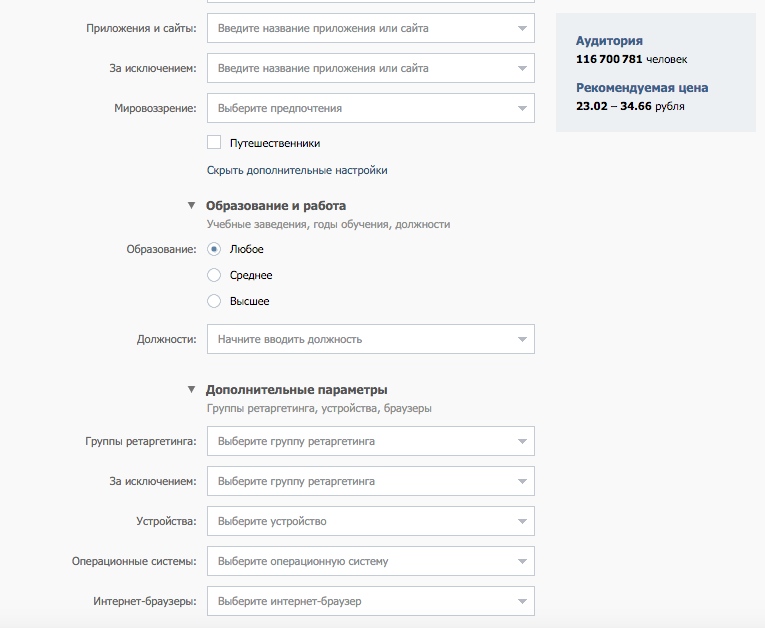 Приложения и сайты: Введите название приложения или сайта
За исключением: Введите название приложения или сайта
Мировоззрение: Выберите предпочтения
Путешественники
Скрыть дополнительные настройки
Образование и работа
Учебные заведения, годы обучения, должности
Образование: Любое
Среднее
Высшее
Должности: Начните вводить должность
Дополнительные параметры
Группы ретаргетинга, устройства, браузеры
Группы ретаргетинга: Выберите группу ретаргетинга
За исключением: Выберите группу ретаргетинга
Устройства: Выберите устройство
Операционные системы: Выберите операционную систему
Интернет-браузеры: Выберите интернет-браузер
Аудитория
116 700 781 человек
Рекомендуемая цена
23.02 – 34.66 рубля